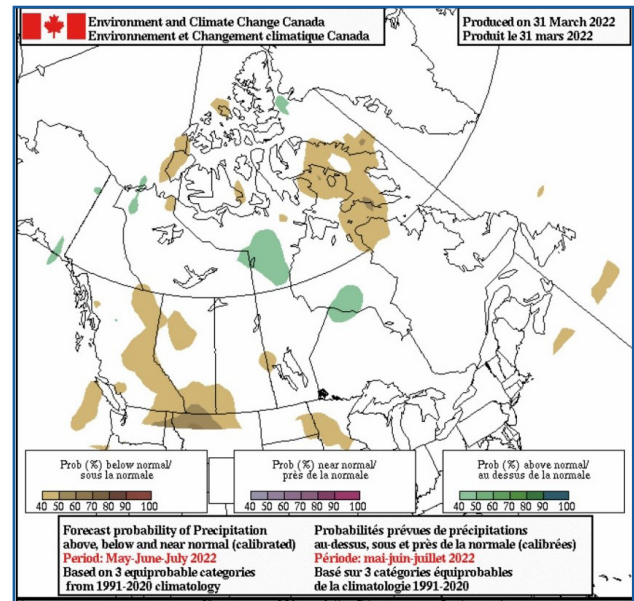 Environment and Climate Change Canada
Environnement et Changement climatique Canada
Produced on 31 March 2022
Produit le 31 mars 2022
Prob (%) below normal/
sous la normale
40 50 60 70 80 90 100
Prob (%) near normal/
près de la normale
40 50 60 70 80 90 100
Prob (%) above normal/
au dessus de la normale
40 50 60 70 80 90 100
Forecast probability of Precipitation
above, below and near normal (calibrated)
Period: May-June-July 2022
Based on 3 equiprobable categories
from 1991-2020 climatology
Probabilités prévues de précipitations
au-dessus, sous et près de la normale (calibrées)
Période: mai-juin-juillet 2022
Basé sur 3 catégories équiprobables
de la climatologie 1991-2020